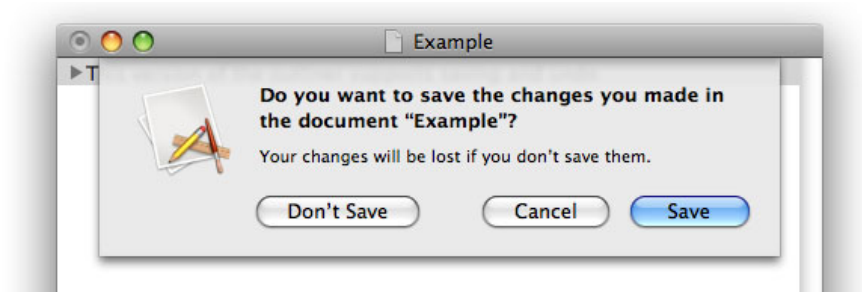 Example
Do you want to save the changes you made in
the document “Example”?
Your changes will be lost if you don’t save them.
Don’t Save Cancel Save